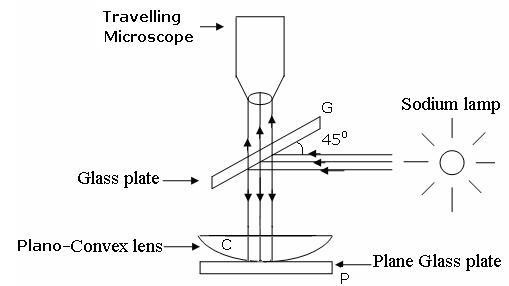 Travelling
Microscope
G
Sodium lamp
45⁰
Glass plate
Plano-Convex lens
C
Plane Glass plate
P